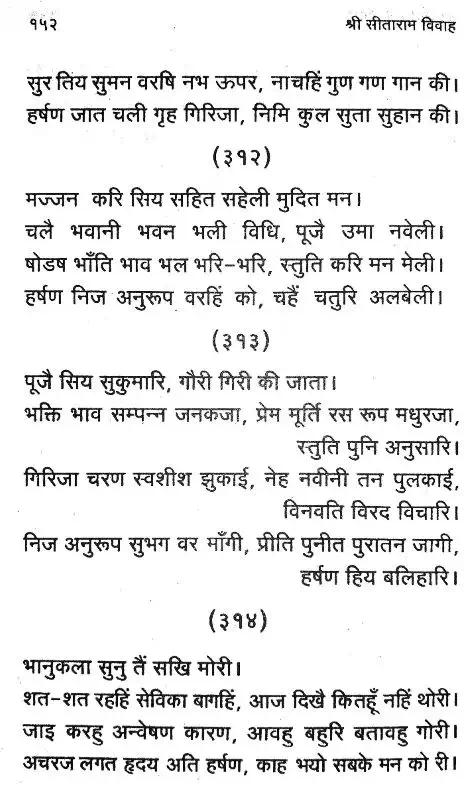 १५२ श्री सीताराम विवाह
सुर तिय सुमन वरषि नभ ऊपर, नाचहिं गुण गण गान की।
हर्षण जात चली गृह गिरिजा, निमि कुल सुता सुहान की।
(३१२)
मज्जन करि सिय सहित सहेली मुदित मन।
चलै भवानी भवन भली विधि, पूजै उमा नवेली।
षोडष भाँति भाव भल भरि-भरि, स्तुति करि मन मेली।
हर्षण निज अनुरूप वरहिं को, चहैं चतुरि अलबेली।
(३१३)
पूजै सिय सुकुमारि, गौरी गिरी की जाता।
भक्ति भाव सम्पन्न जनकजा, प्रेम मूर्ति रस रूप मधुरजा,
स्तुति पुनि अनुसारि।
गिरिजा चरण स्वशीश झुकाई, नेह नवीनी तन पुलकाई,
विनवति विरद विचारि।
निज अनुरूप सुभग वर माँगी, प्रीति पुनीत पुरातन जागी,
हर्षण हिय बलिहारि।
(३१४)
भानुकला सुनु तैं सखि मोरी।
शत-शत रहहिं सेविका बागहिं, आज दिखै कितहूँ नहिं थोरी।
जाइ करहु अन्वेषण कारण, आवहु बहुरि बतावहु गोरी।
अचरज लगत हृदय अति हर्षण, काह भयो सबके मन को री।